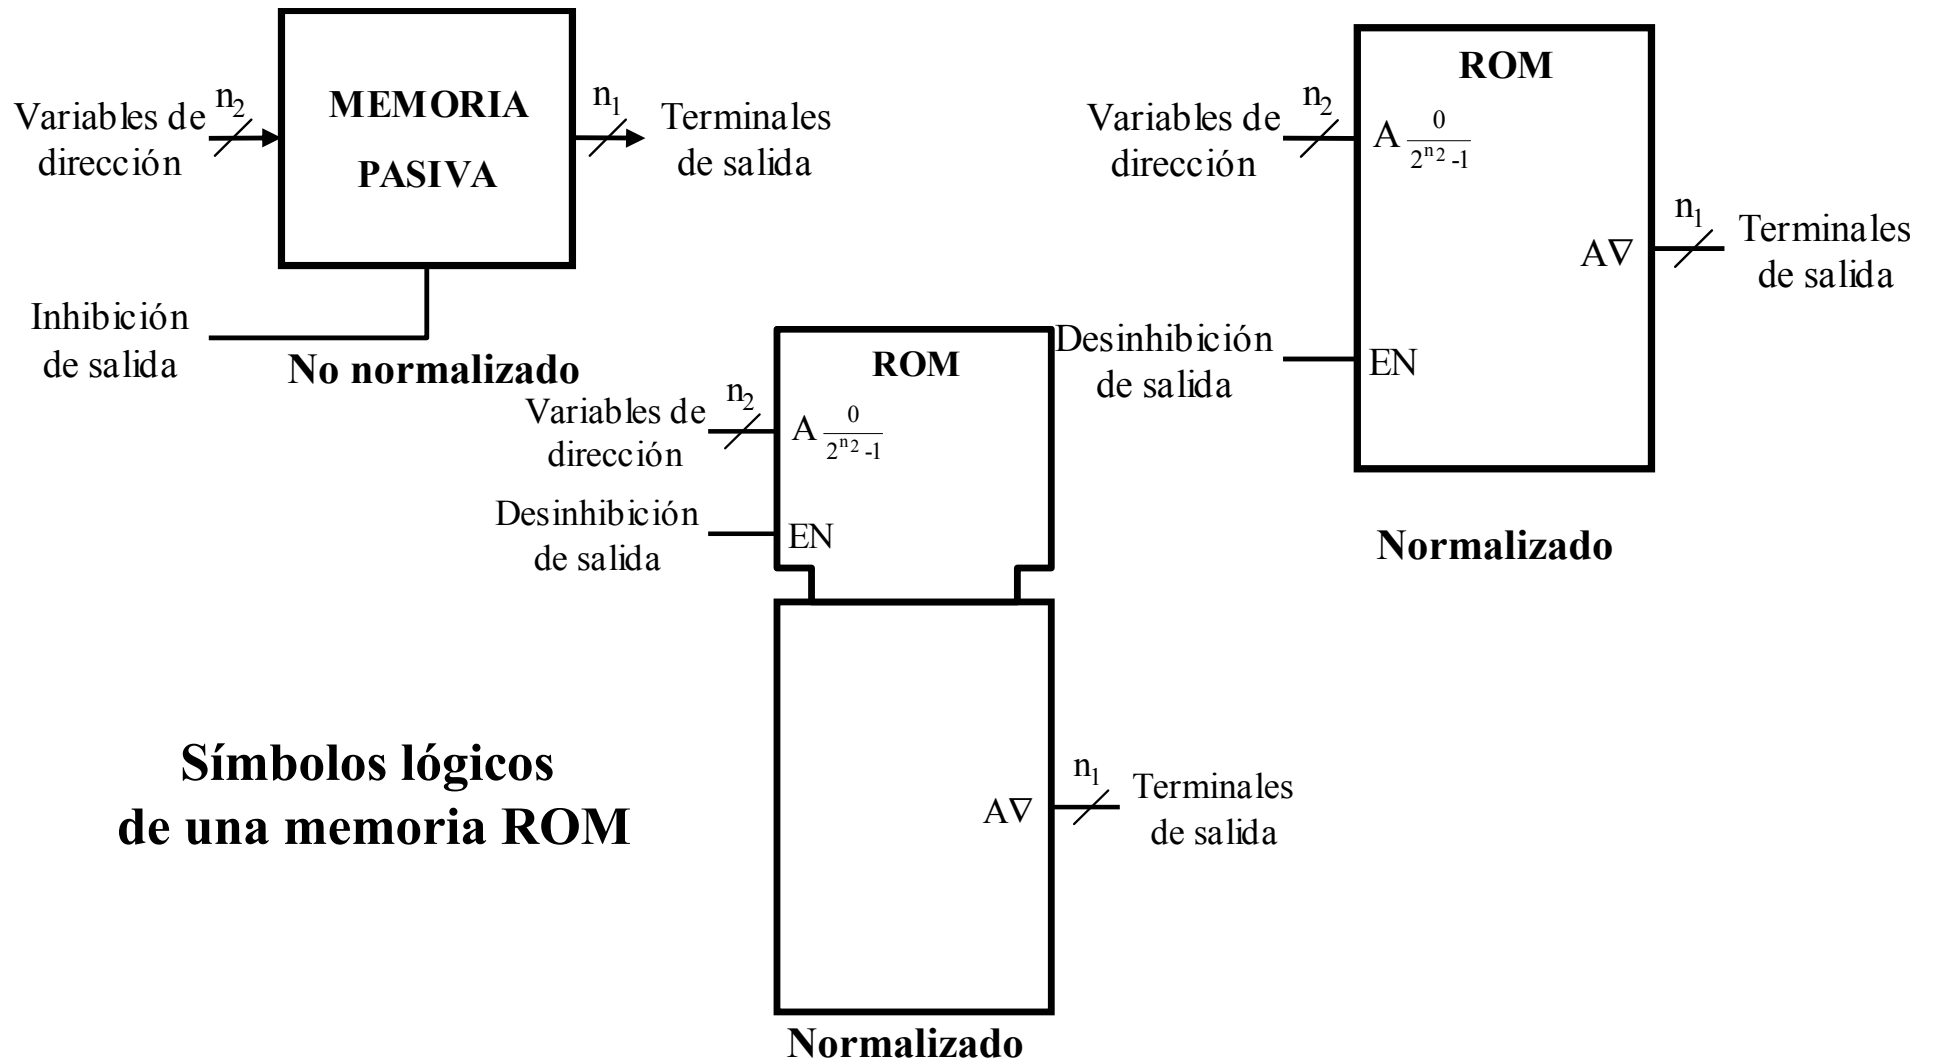 n₂
Variables de
dirección
MEMORIA
PASIVA
n₁
Terminales
de salida
Inhibición
de salida
No normalizado
ROM
n₂
Variables de
dirección
A 0
2ⁿ² -1
n₁
Terminales
de salida
A∇
Desinhibición
de salida
EN
Normalizado
ROM
n₂
Variables de
dirección
A 0
2ⁿ² -1
Desinhibición
de salida
EN
A∇
n₁
Terminales
de salida
Normalizado
Símbolos lógicos
de una memoria ROM